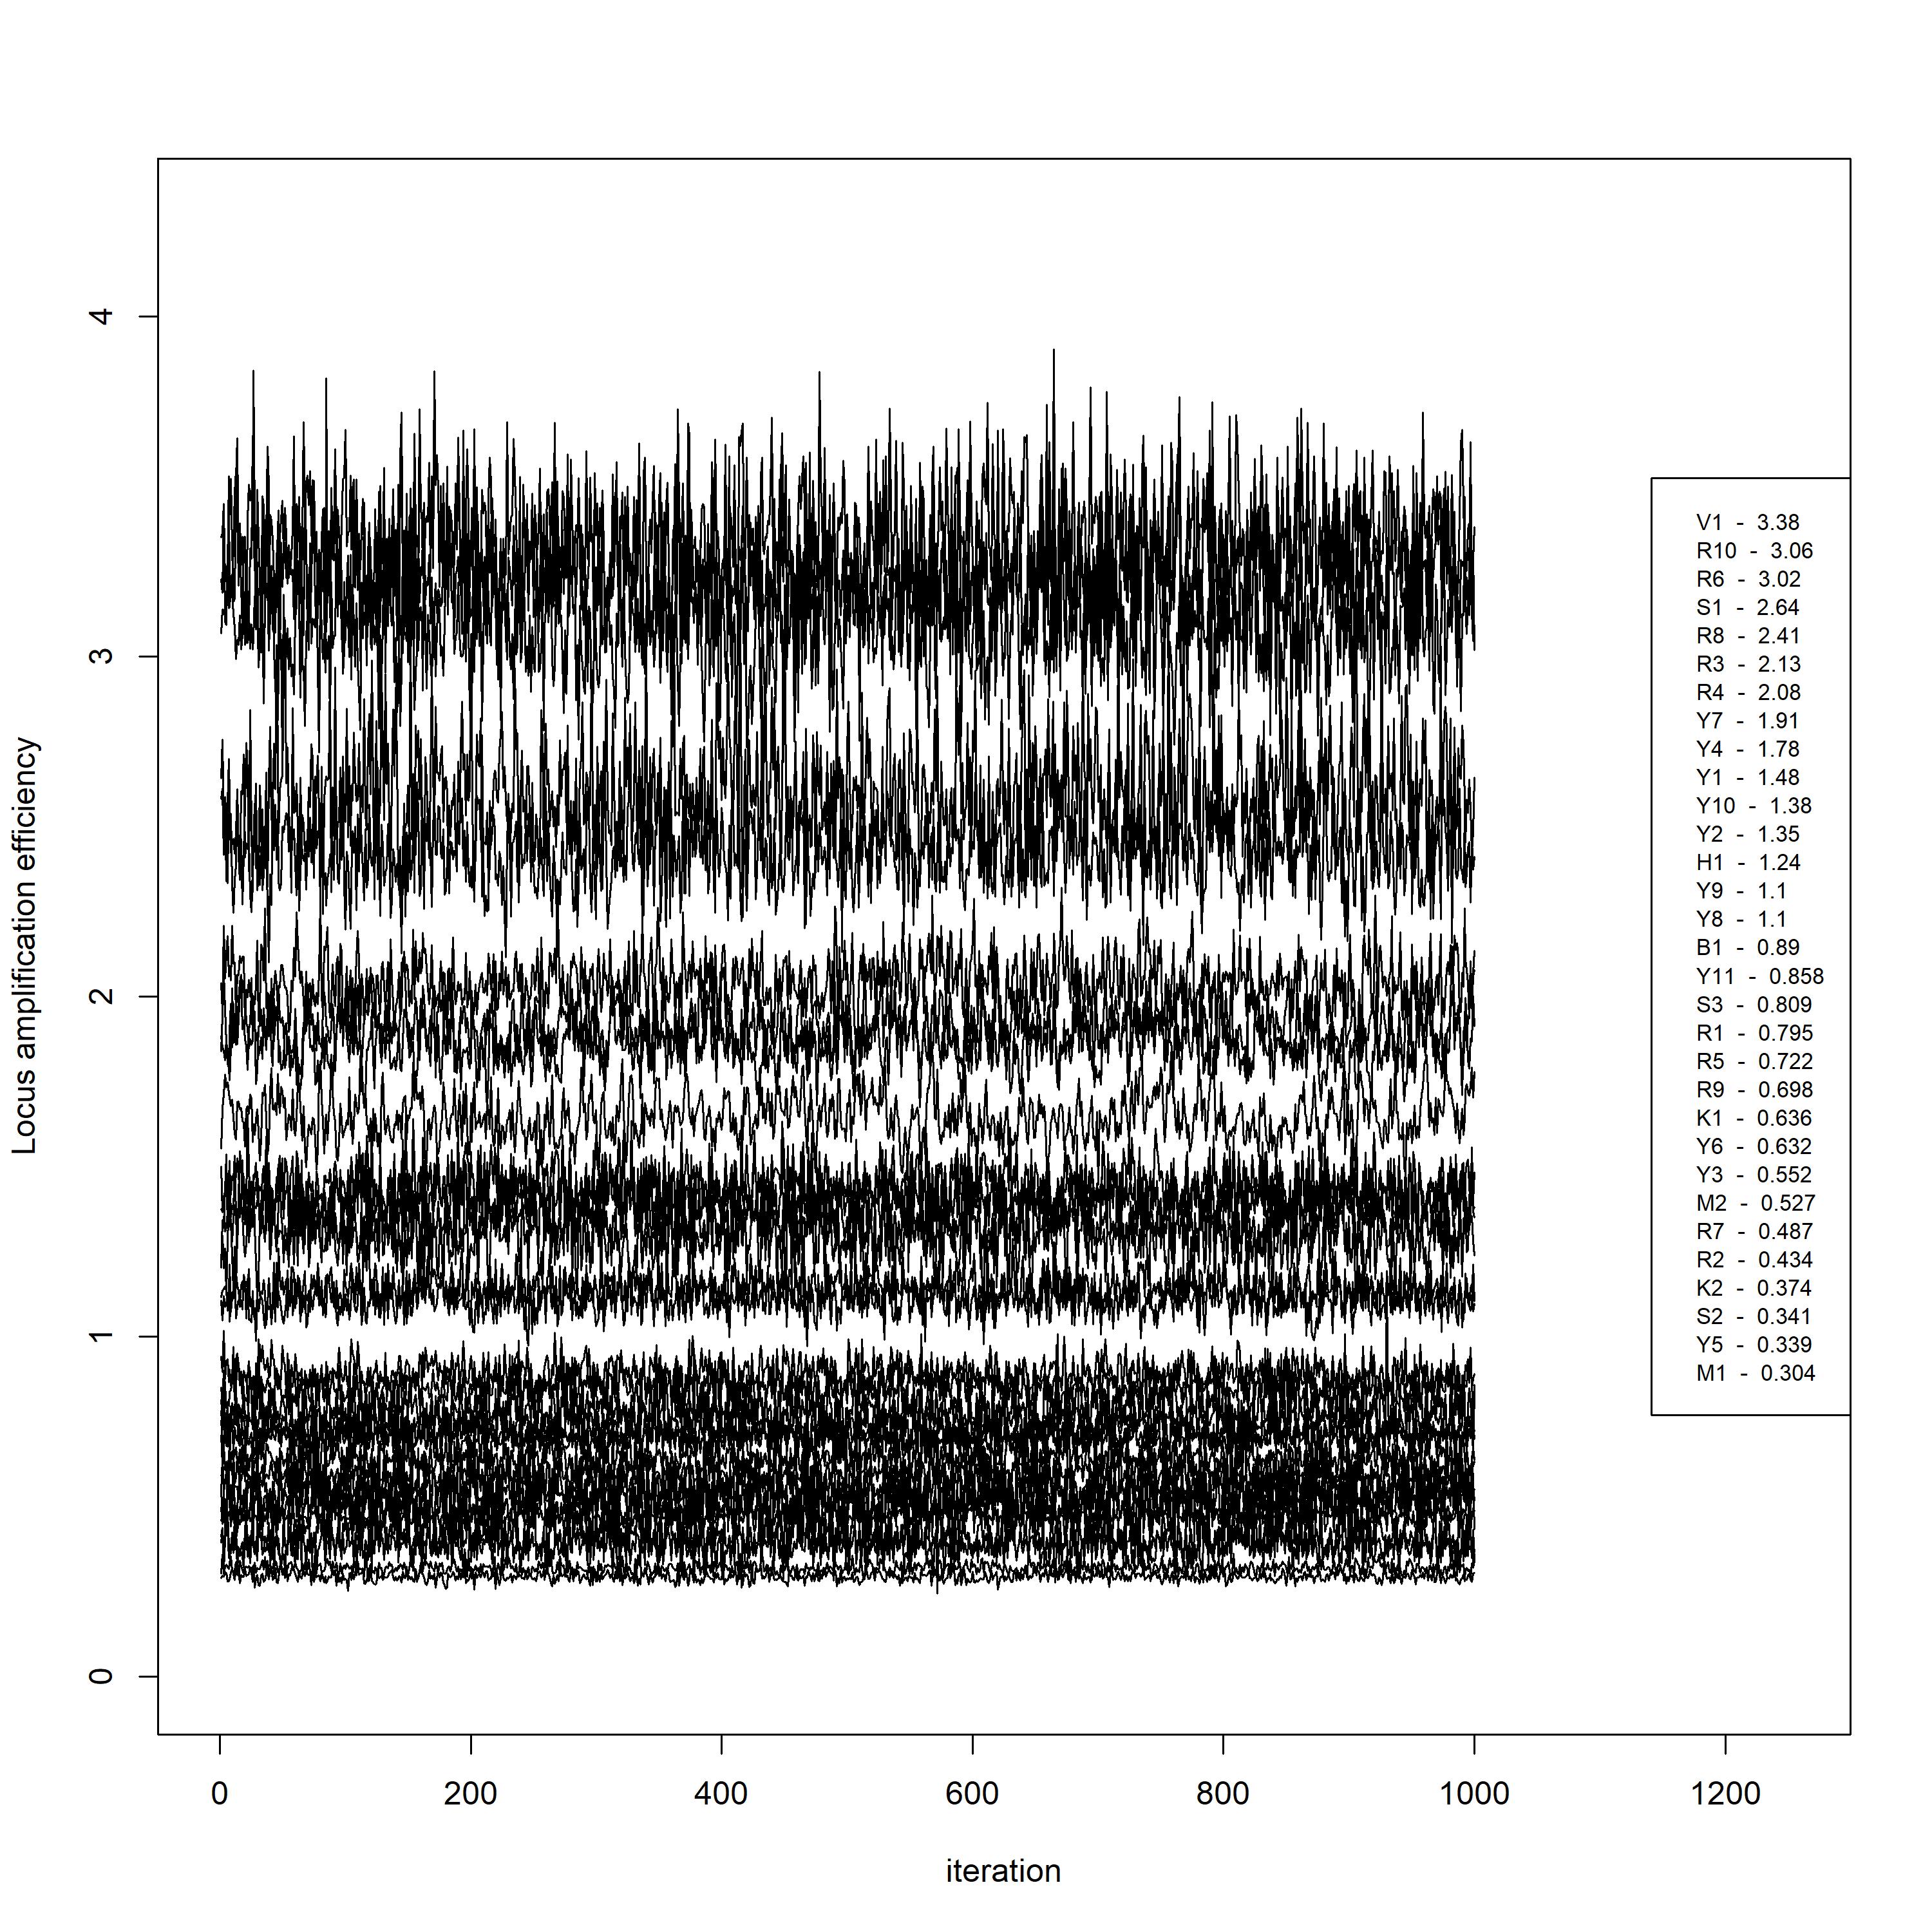 Locus amplification efficiency
4
3
2
1
0
V1 - 3.38
R10 - 3.06
R6 - 3.02
S1 - 2.64
R8 - 2.41
R3 - 2.13
R4 - 2.08
Y7 - 1.91
Y4 - 1.78
Y1 - 1.48
Y10 - 1.38
Y2 - 1.35
H1 - 1.24
Y9 - 1.1
Y8 - 1.1
B1 - 0.89
Y11 - 0.858
S3 - 0.809
R1 - 0.795
R5 - 0.722
R9 - 0.698
K1 - 0.636
Y6 - 0.632
Y3 - 0.552
M2 - 0.527
R7 - 0.487
R2 - 0.434
K2 - 0.374
S2 - 0.341
Y5 - 0.339
M1 - 0.304
0 200 400 600 800 1000 1200
iteration